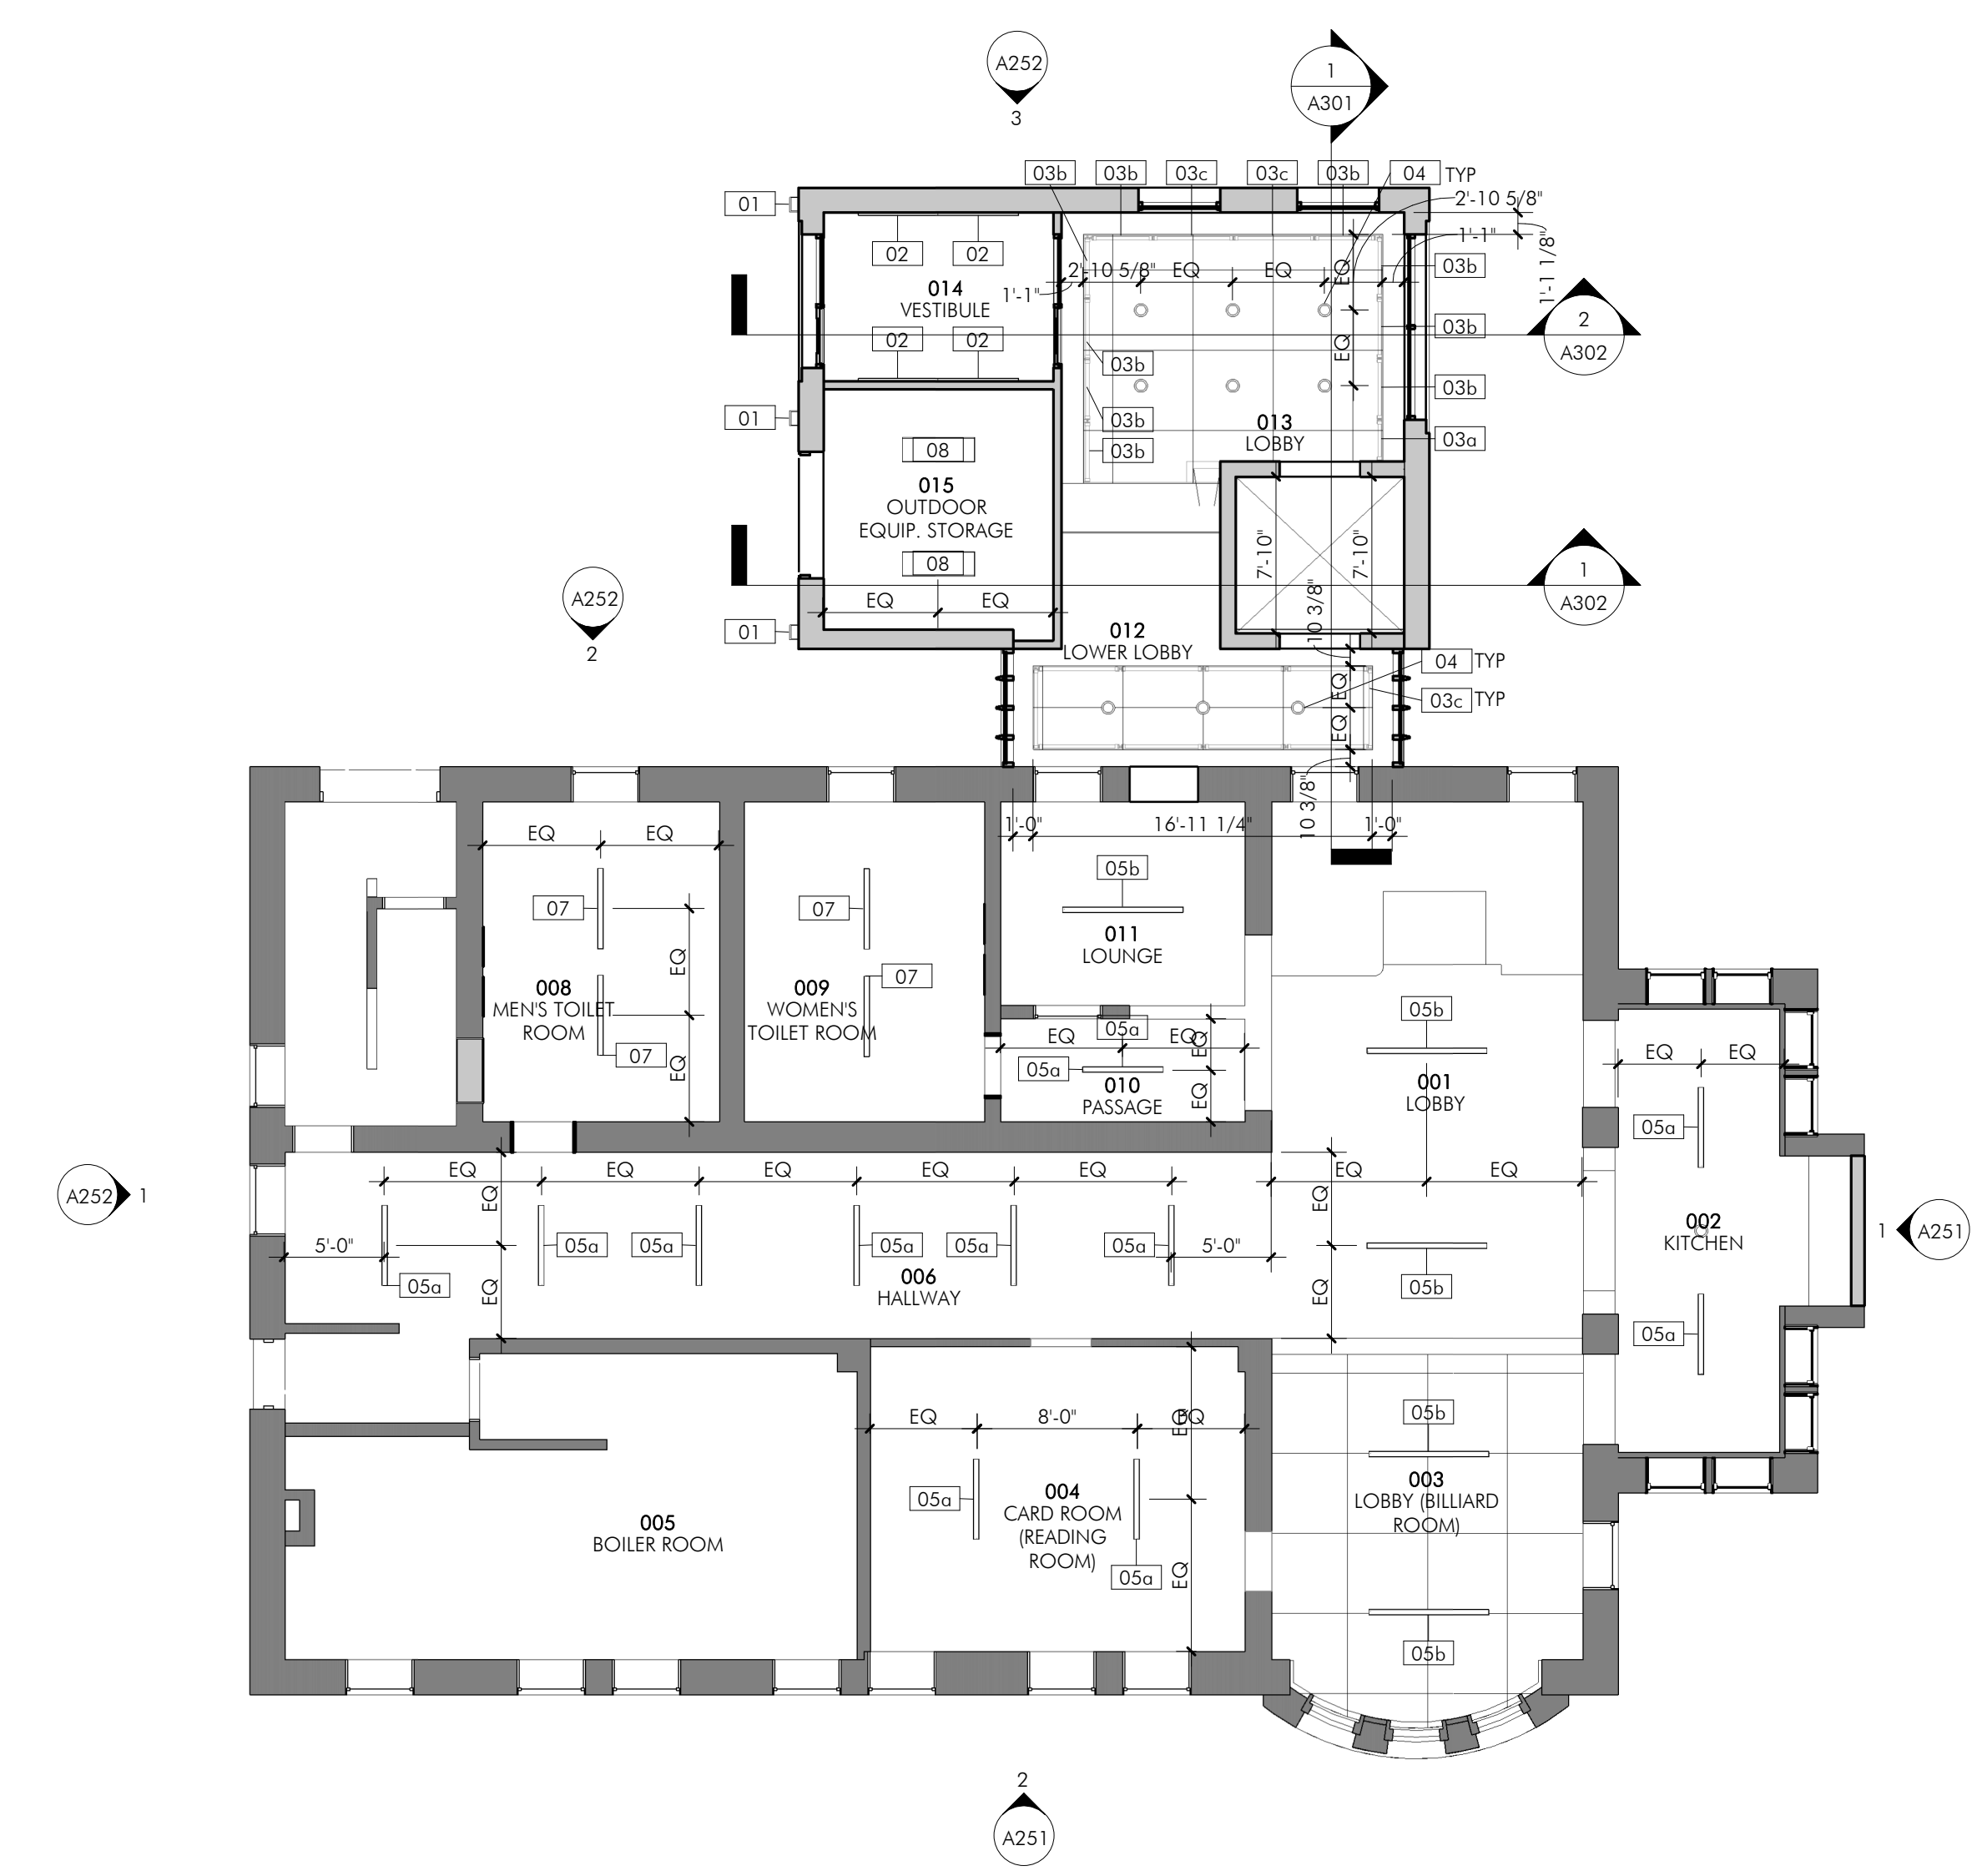 A252
3
1
A301
03b
03b
03c
03c
03b
04
TYP
2'-10 5/8"
01
1'-1"
1'-1 1/8"
02
02
2'-10 5/8"
EQ
EQ
EQ
03b
1'-1"
014
VESTIBULE
2
A302
03b
02
02
EQ
03b
03b
01
03b
013
LOBBY
03a
08
03b
015
OUTDOOR
EQUIP. STORAGE
7'-10"
7'-10"
08
1
A302
A252
2
EQ
EQ
10 3/8"
01
012
LOWER LOBBY
04
TYP
EQ
03c
TYP
EQ
10 3/8"
EQ
EQ
1'-0"
16'-11 1/4"
1'-0"
05b
07
07
011
LOUNGE
EQ
07
008
MEN'S TOILET
ROOM
009
WOMEN'S
TOILET ROOM
05b
05a
EQ
EQ
EQ
07
EQ
05a
010
PASSAGE
EQ
001
LOBBY
EQ
EQ
05a
EQ
EQ
EQ
EQ
EQ
EQ
EQ
A252
1
EQ
EQ
002
KITCHEN
1
A251
5'-0"
05a
05a
05a
05a
05a
5'-0"
05a
EQ
006
HALLWAY
EQ
05b
05a
EQ
8'-0"
EQ
EQ
05b
05a
004
CARD ROOM
(READING
ROOM)
003
LOBBY (BILLIARD
ROOM)
005
BOILER ROOM
05a
EQ
05b
2
A251